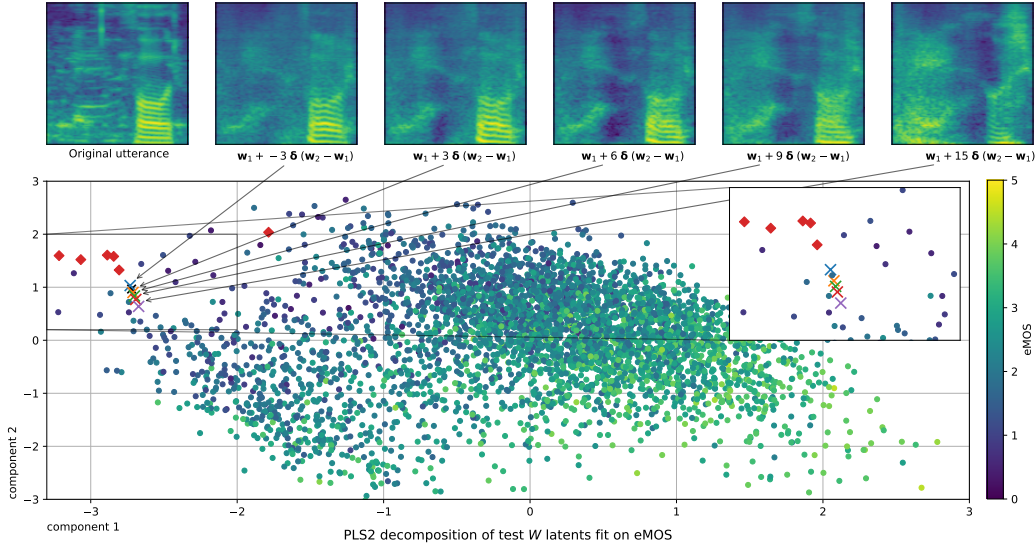 Original utterance
w₁ + −3 δ (w₂ − w₁)
w₁ + 3 δ (w₂ − w₁)
w₁ + 6 δ (w₂ − w₁)
w₁ + 9 δ (w₂ − w₁)
w₁ + 15 δ (w₂ − w₁)
3
2
1
0
−1
−2
−3
component 2
−3
−2
−1
0
1
2
3
component 1
PLS2 decomposition of test W latents fit on eMOS
5
4
3
2
1
0
eMOS